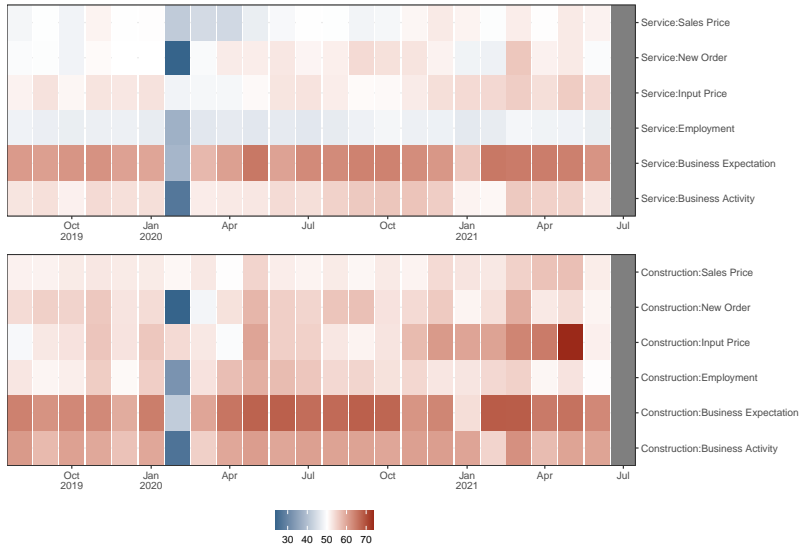 Service:Sales Price
Service:New Order
Service:Input Price
Service:Employment
Service:Business Expectation
Service:Business Activity
Oct
2019
Jan
2020
Apr
Jul
Oct
Jan
2021
Apr
Jul
Construction:Sales Price
Construction:New Order
Construction:Input Price
Construction:Employment
Construction:Business Expectation
Construction:Business Activity
Oct
2019
Jan
2020
Apr
Jul
Oct
Jan
2021
Apr
Jul
30 40 50 60 70